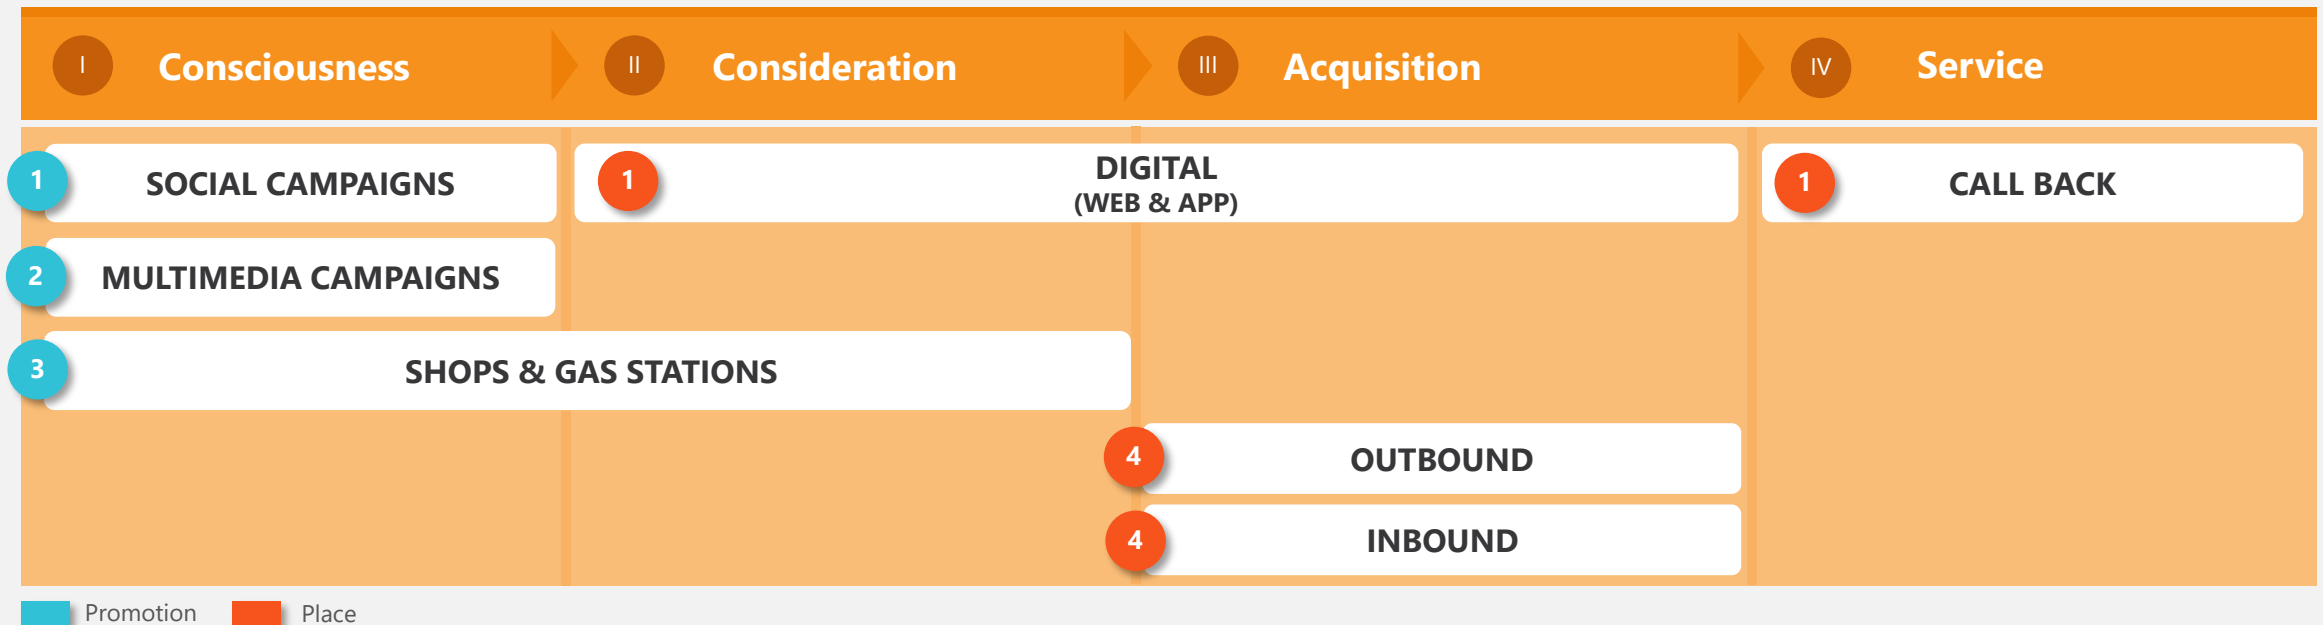 I Consciousness II Consideration III Acquisition IV Service
1 SOCIAL CAMPAIGNS 1 DIGITAL 1 CALL BACK
(WEB & APP)
2 MULTIMEDIA CAMPAIGNS
3 SHOPS & GAS STATIONS
4 OUTBOUND
4 INBOUND
Promotion Place